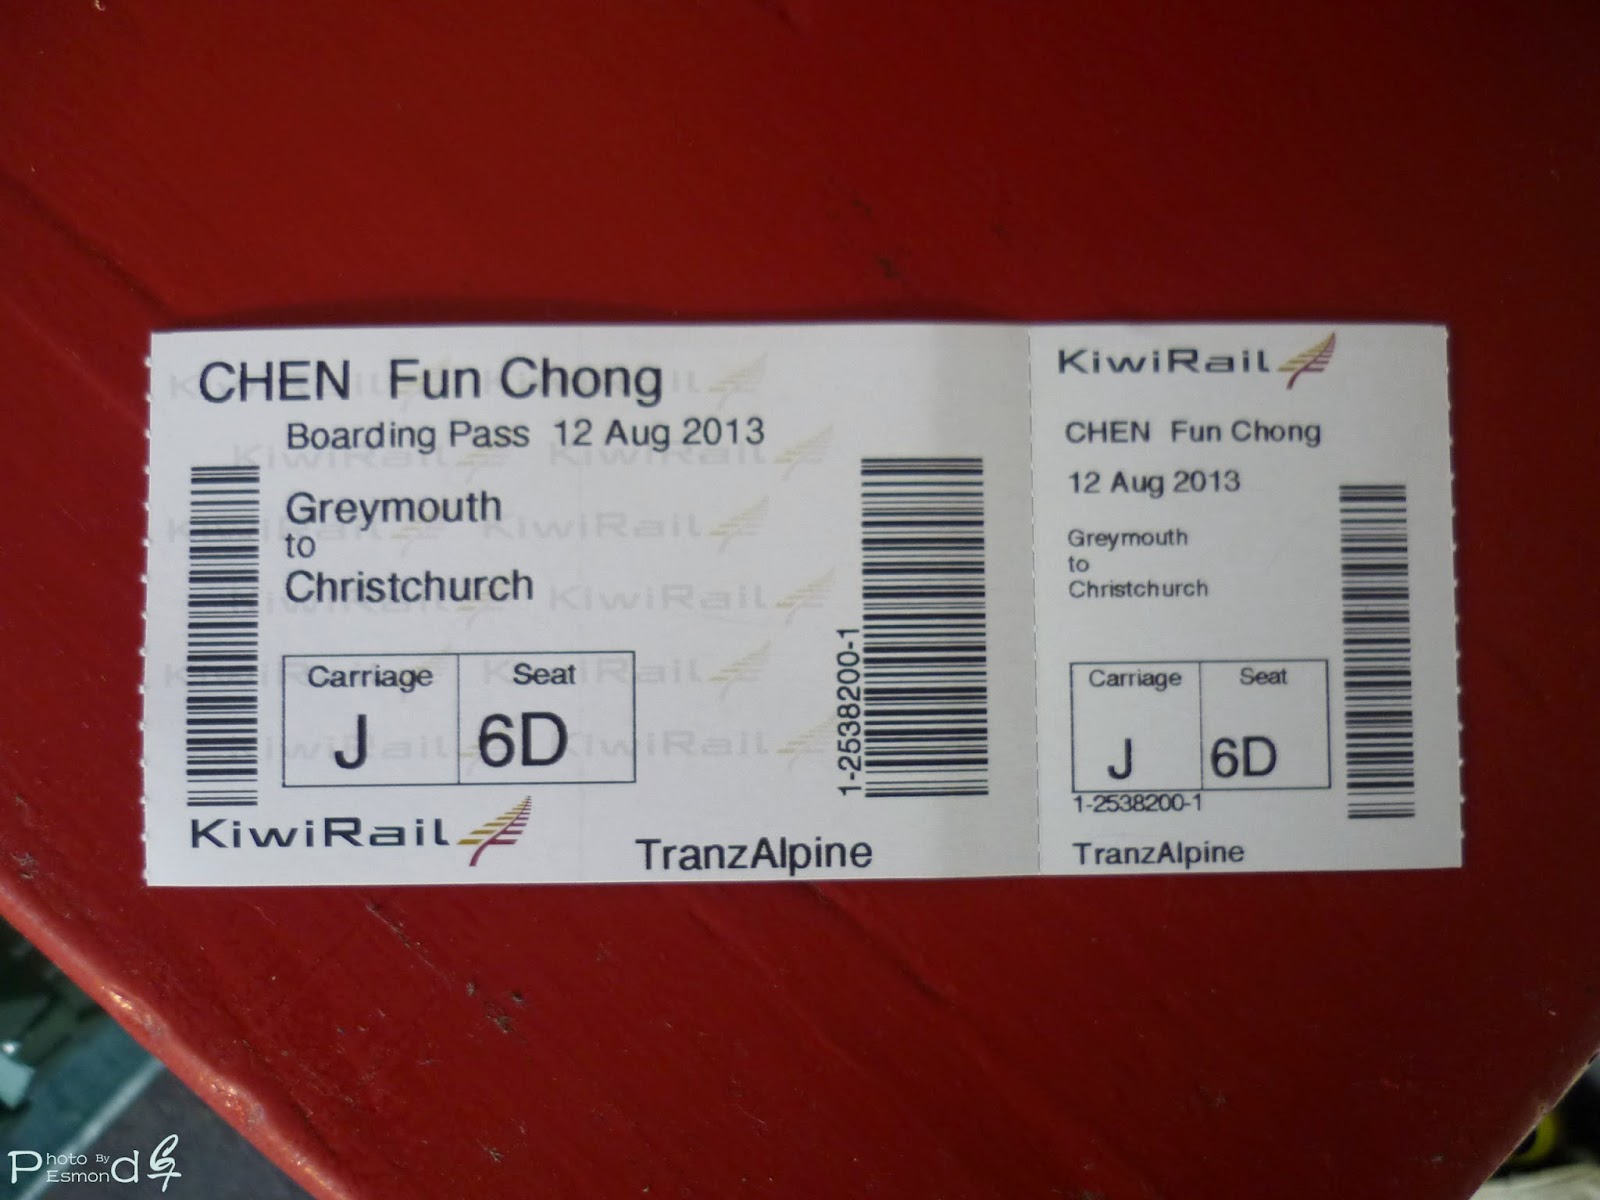 CHEN Fun Chong
Boarding Pass 12 Aug 2013
Greymouth
to
Christchurch
Carriage Seat
J 6D
1-2538200-1
KiwiRail
TranzAlpine
KiwiRail
CHEN Fun Chong
12 Aug 2013
Greymouth
to
Christchurch
Carriage Seat
J 6D
1-2538200-1
TranzAlpine
Photo By
Esmond